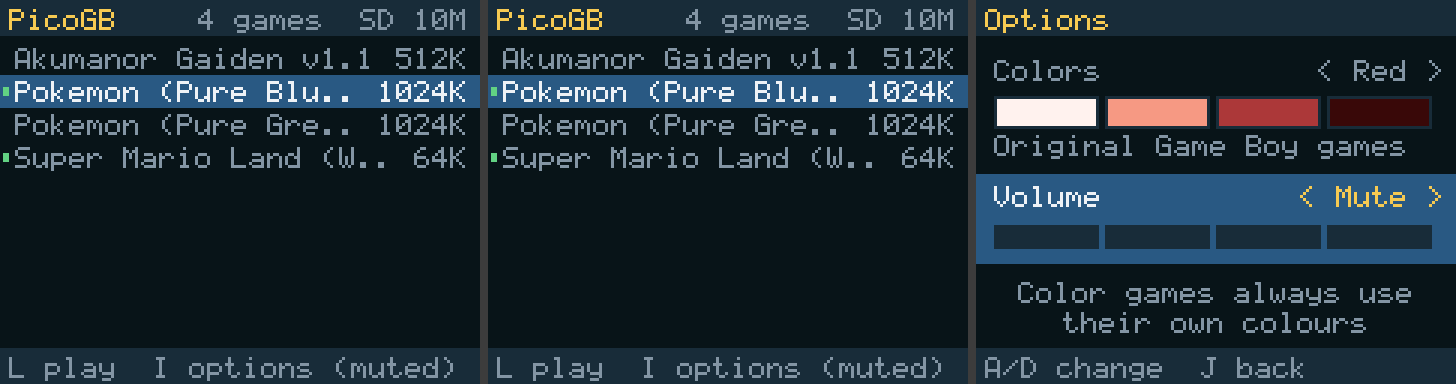 PicoGB 4 games SD 10M
Akumanor Gaiden v1.1 512K
Pokemon (Pure Blu.. 1024K
Pokemon (Pure Gre.. 1024K
Super Mario Land (W.. 64K
L play I options (muted)
PicoGB 4 games SD 10M
Akumanor Gaiden v1.1 512K
Pokemon (Pure Blu.. 1024K
Pokemon (Pure Gre.. 1024K
Super Mario Land (W.. 64K
L play I options (muted)
Options
Colors < Red >
Original Game Boy games
Volume < Mute >
Color games always use
their own colours
A/D change J back